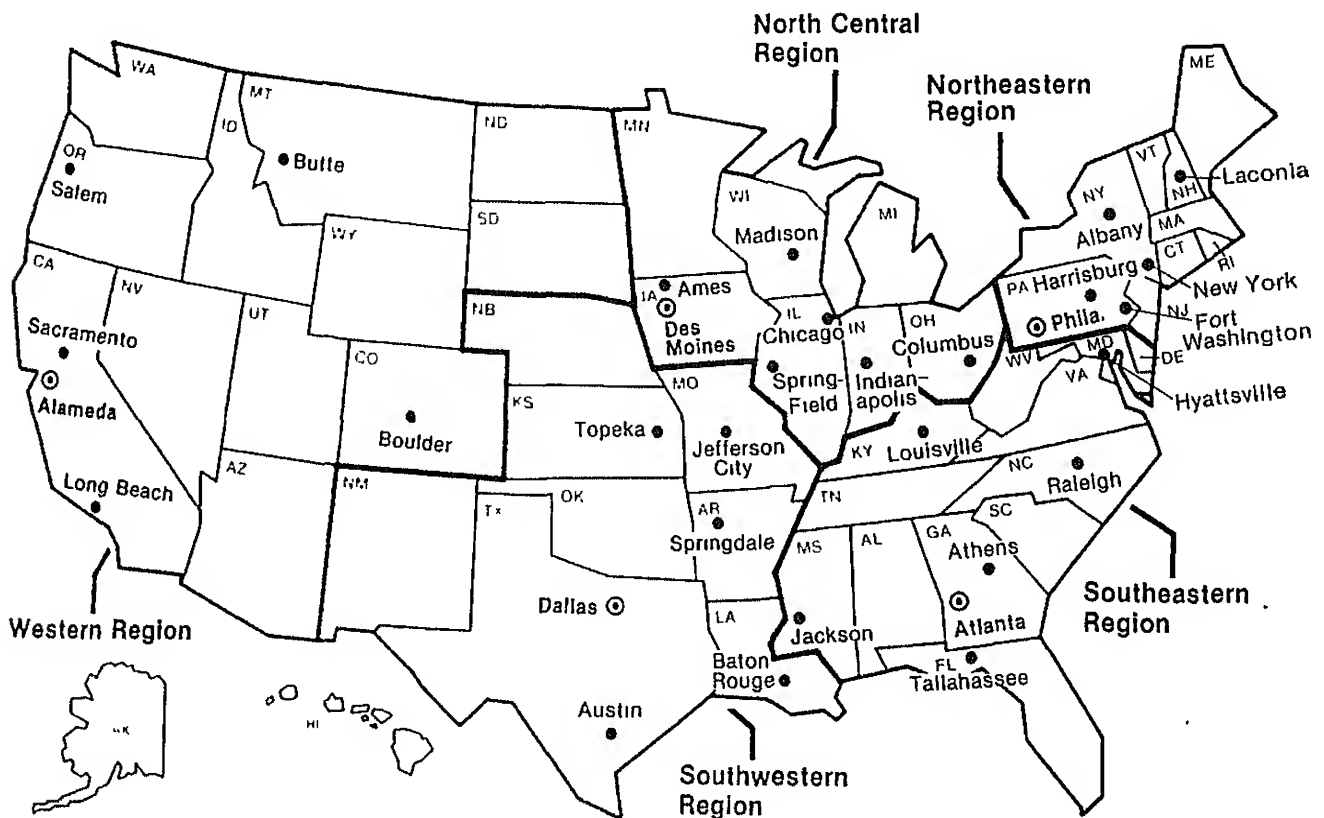 North Central
Region
Northeastern
Region
WA
MT
ID
ND
MN
ME
OR
Salem
Butte
VT
NH
Laconia
WI
MI
NY
Albany
MA
SD
WY
Madison
CT
RI
CA
NV
UT
NB
IA
Ames
Des
Moines
IL
Chicago
IN
OH
Columbus
PA
Harrisburg
New York
Phila.
NJ
Fort
Washington
Sacramento
CO
WV
MD
DE
VA
Hyattsville
Alameda
Boulder
KS
Topeka
MO
Jefferson
City
Spring-
Field
Indian-
apolis
KY
Louisville
Long Beach
AZ
NM
Tx
OK
AR
Springdale
TN
NC
Raleigh
SC
MS
AL
GA
Athens
Western Region
Dallas
LA
Jackson
Atlanta
Southeastern
Region
Baton
Rouge
FL
Tallahassee
HI
Austin
Southwestern
Region